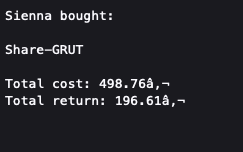 Sienna bought:
Share-GRUT
Total cost: 498.76â‚¬
Total return: 196.61â‚¬